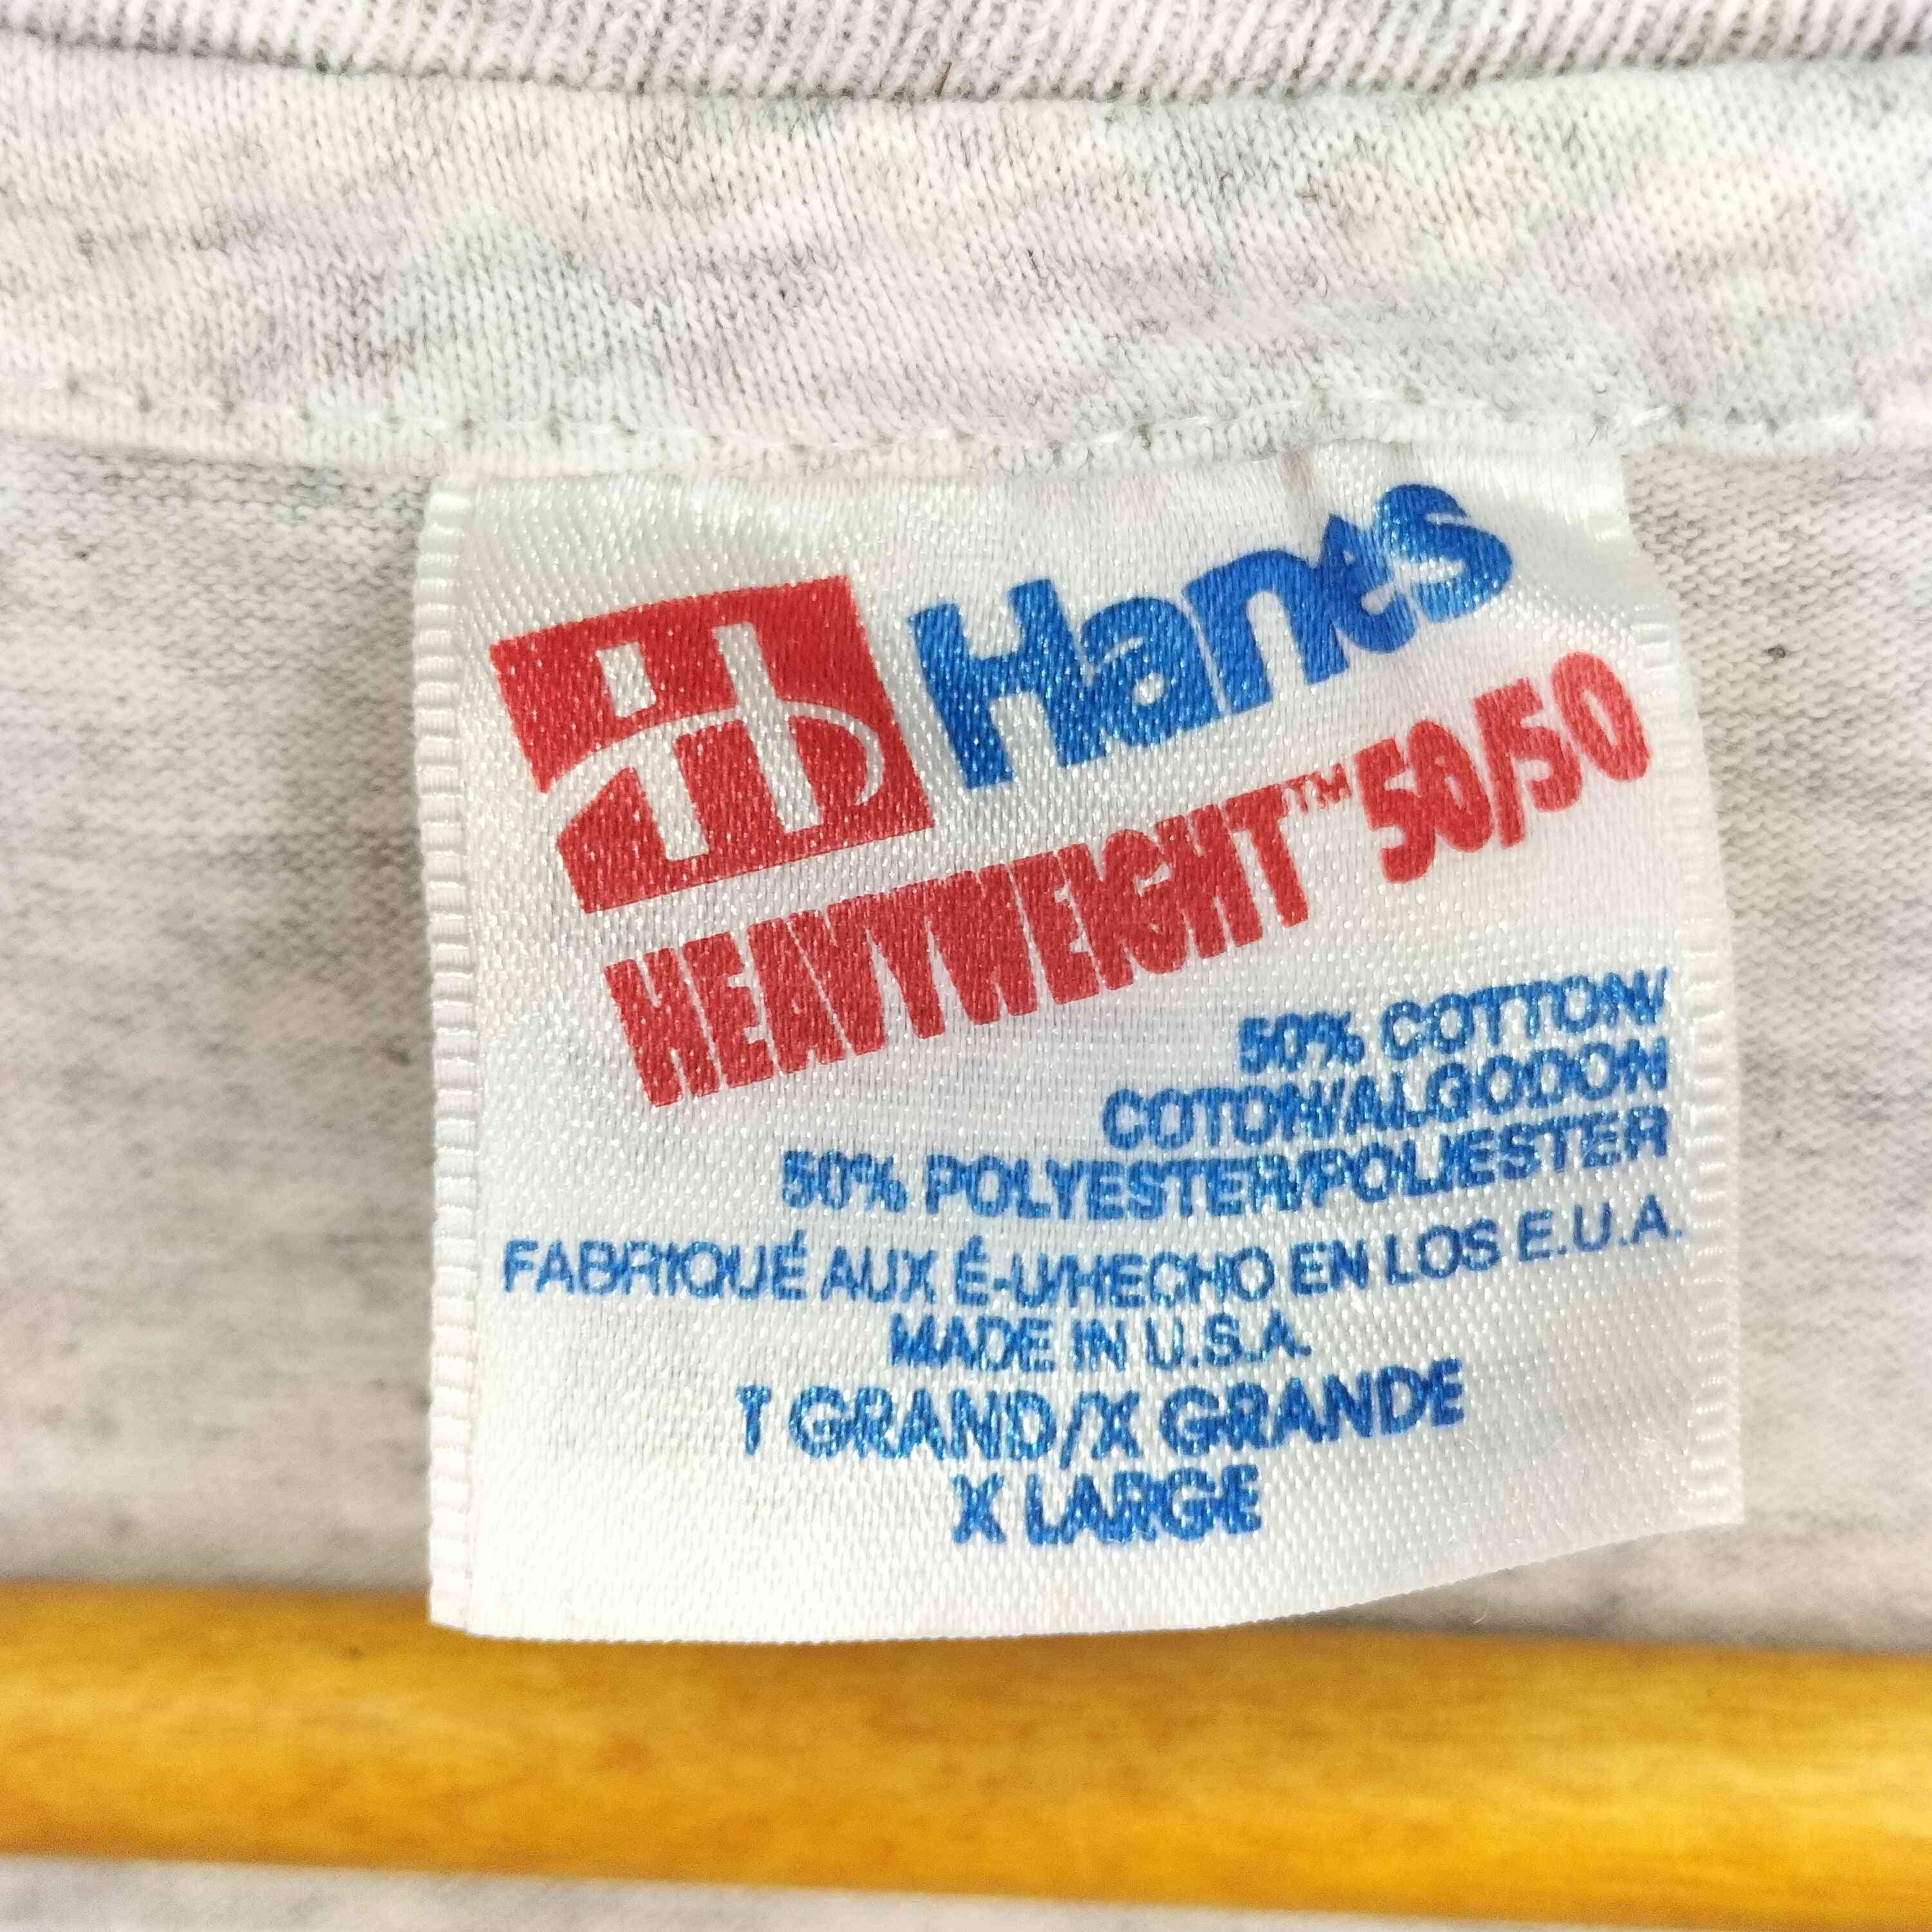 Hanes
HEAVYWEIGHT™ 50/50
50% COTTON/
COTON/ALGODON
50% POLYESTER/POLIESTER
FABRIQUÉ AUX É-U/HECHO EN LOS E.U.A.
MADE IN U.S.A.
T GRAND/X GRANDE
X LARGE